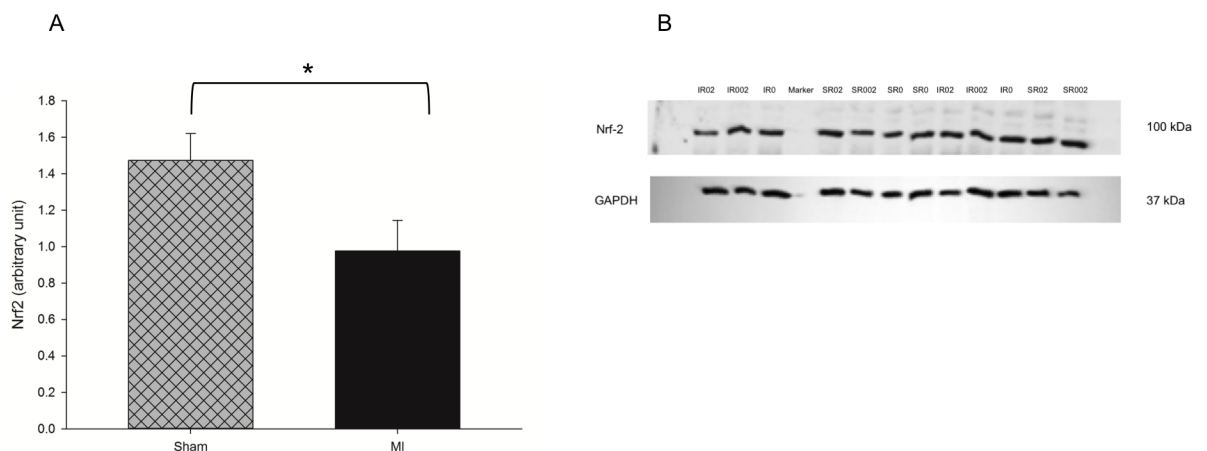 A
*
1.8
1.6
1.4
1.2
1.0
0.8
0.6
0.4
0.2
0.0
Nrf2 (arbitrary unit)
Sham MI
B
IR02 IR002 IR0 Marker SR02 SR002 SR0 SR0 IR02 IR002 IR0 SR02 SR002
Nrf-2 100 kDa
GAPDH 37 kDa